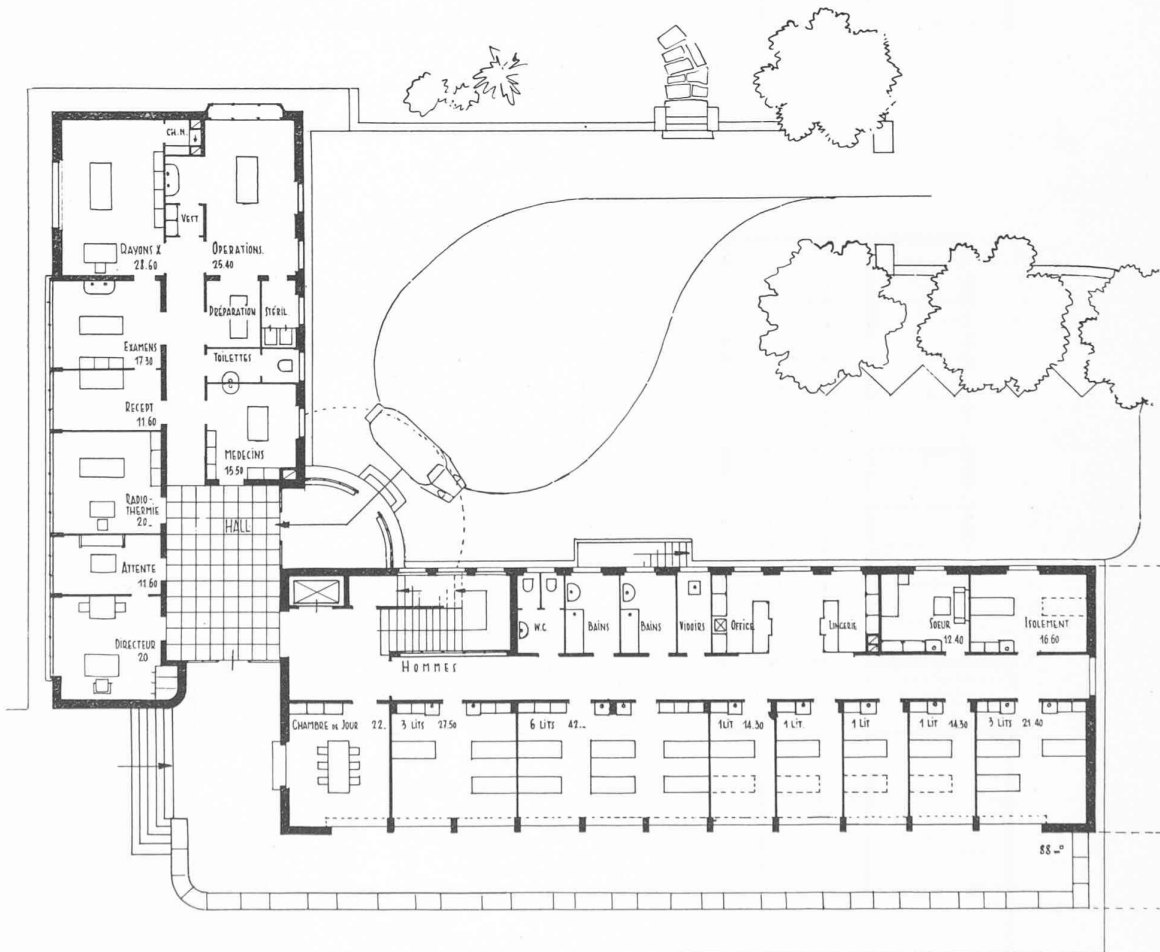 CH.N.
VEST
RAYONS X
28.60
OPERATIONS.
25.40
PRÉPARATION
STÉRIL.
EXAMENS
17.30
TOILETTES
RECEPT
11.60
MEDECINS
15.50
RADIO-
THERMIE
20_
HALL
ATTENTE
11.60
DIRECTEUR
20
W.C
BAINS
BAINS
VIDOIRS
OFFICE
LINGERIE
SOEUR
12.40
ISOLEMENT
16.60
HOMMES
CHAMBRE DE JOUR 22_
3 LITS 27.50
6 LITS 42._
1 LIT 14.30
1 LIT.
1 LIT
1 LIT 14.30
3 LITS 21.40